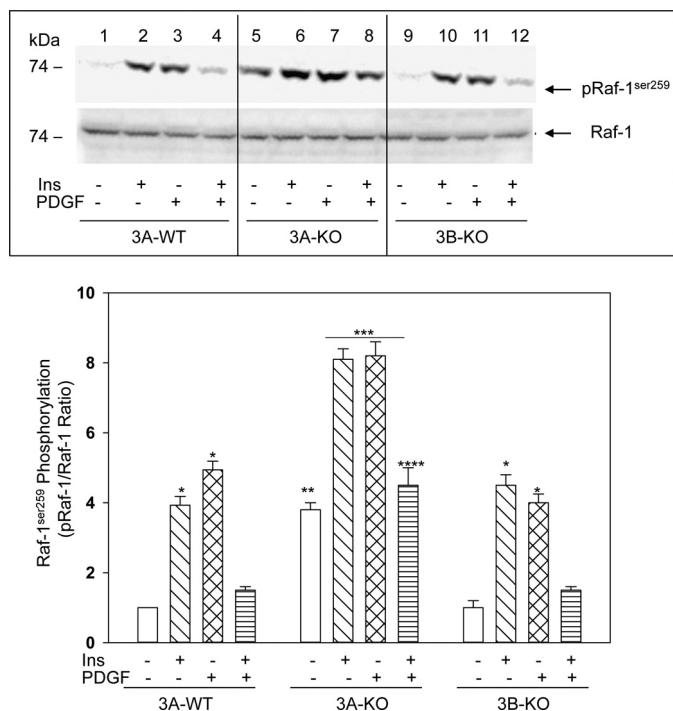 kDa 1 2 3 4 5 6 7 8 9 10 11 12
74 –
pRaf-1ser259
74 –
Raf-1
Ins - + - + - + - + - + - +
PDGF - - + + - - + + - - + +
3A-WT 3A-KO 3B-KO
Raf-1ser259 Phosphorylation
(pRaf-1/Raf-1 Ratio)
10
8
6
4
2
0
* * ** *** **** * *
Ins - + - + - + - + - + - +
PDGF - - + + - - + + - - + +
3A-WT 3A-KO 3B-KO